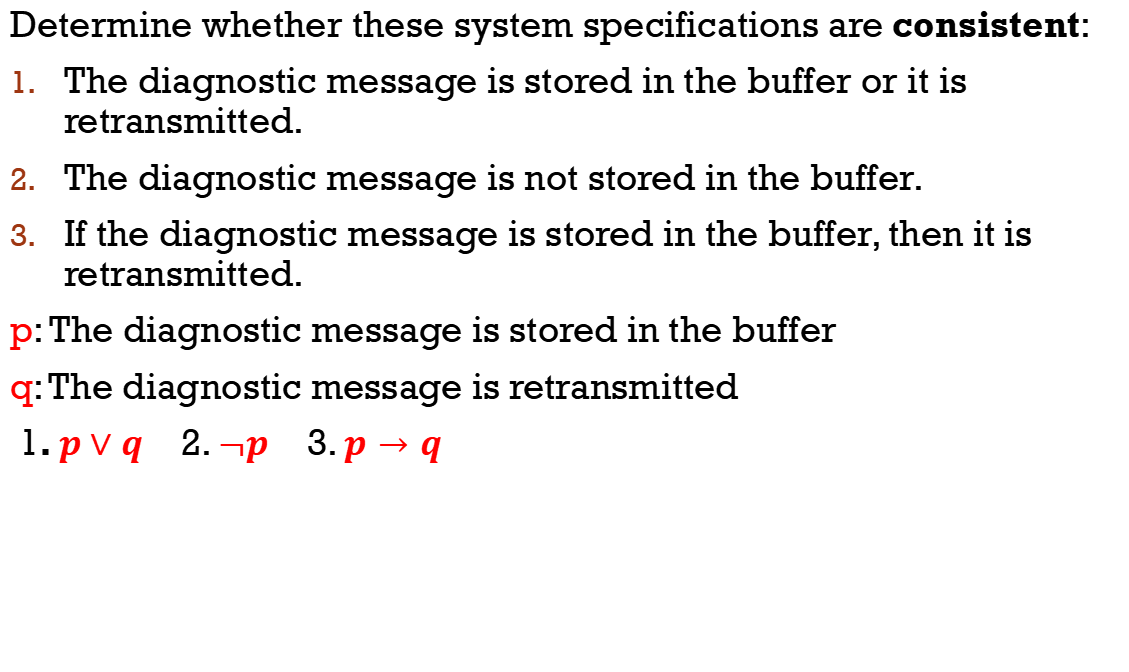 Determine whether these system specifications are consistent:
1. The diagnostic message is stored in the buffer or it is
retransmitted.
2. The diagnostic message is not stored in the buffer.
3. If the diagnostic message is stored in the buffer, then it is
retransmitted.
p: The diagnostic message is stored in the buffer
q: The diagnostic message is retransmitted
1. p ∨ q 2. ¬p 3. p → q